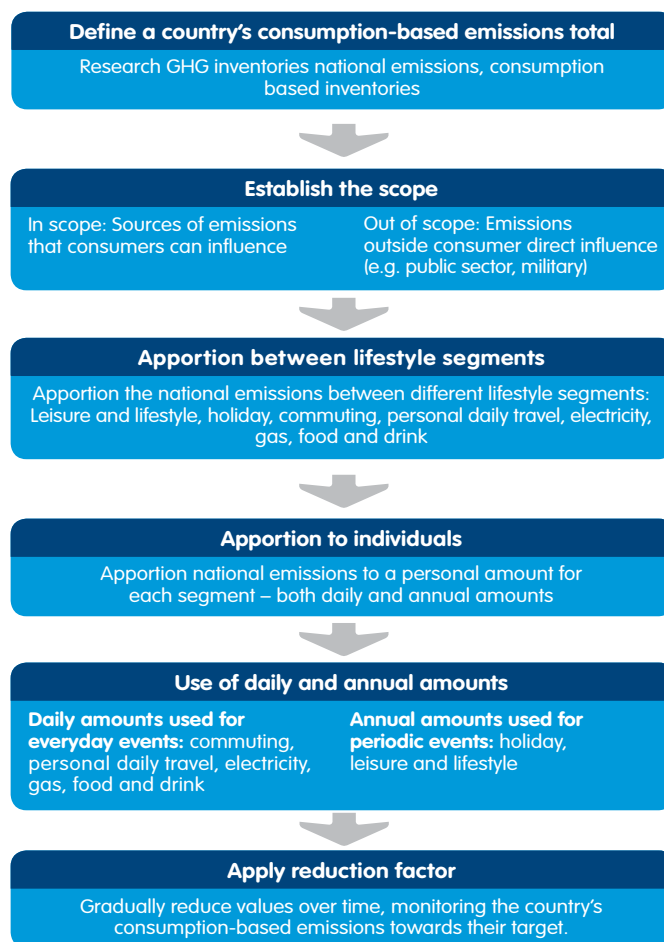 Define a country's consumption-based emissions total
Research GHG inventories national emissions, consumption
based inventories
Establish the scope
In scope: Sources of emissions
that consumers can influence
Out of scope: Emissions
outside consumer direct influence
(e.g. public sector, military)
Apportion between lifestyle segments
Apportion the national emissions between different lifestyle segments:
Leisure and lifestyle, holiday, commuting, personal daily travel, electricity,
gas, food and drink
Apportion to individuals
Apportion national emissions to a personal amount for
each segment – both daily and annual amounts
Use of daily and annual amounts
Daily amounts used for
everyday events: commuting,
personal daily travel, electricity,
gas, food and drink
Annual amounts used for
periodic events: holiday,
leisure and lifestyle
Apply reduction factor
Gradually reduce values over time, monitoring the country's
consumption-based emissions towards their target.